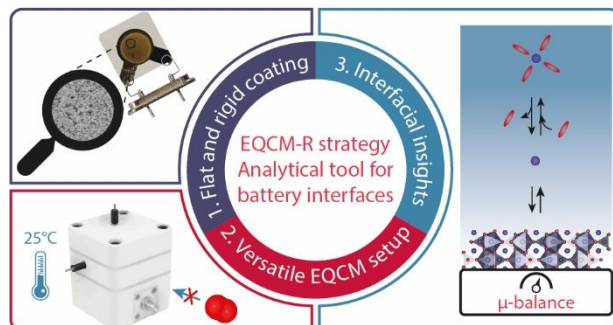 1. Flat and rigid coating
3. Interfacial insights
EQCM-R strategy
Analytical tool for
battery interfaces
2. Versatile EQCM setup
25°C
μ-balance